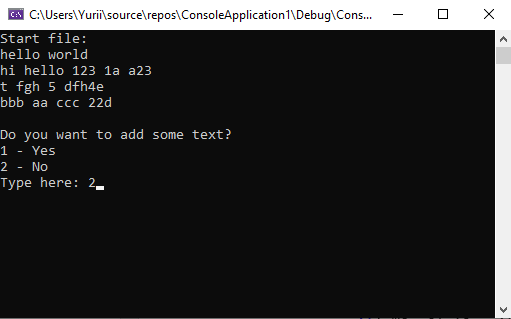 C:\Users\Yurii\source\repos\ConsoleApplication1\Debug\Cons...
Start file:
hello world
hi hello 123 1a a23
t fgh 5 dfh4e
bbb aa ccc 22d
Do you want to add some text?
1 - Yes
2 - No
Type here: 2